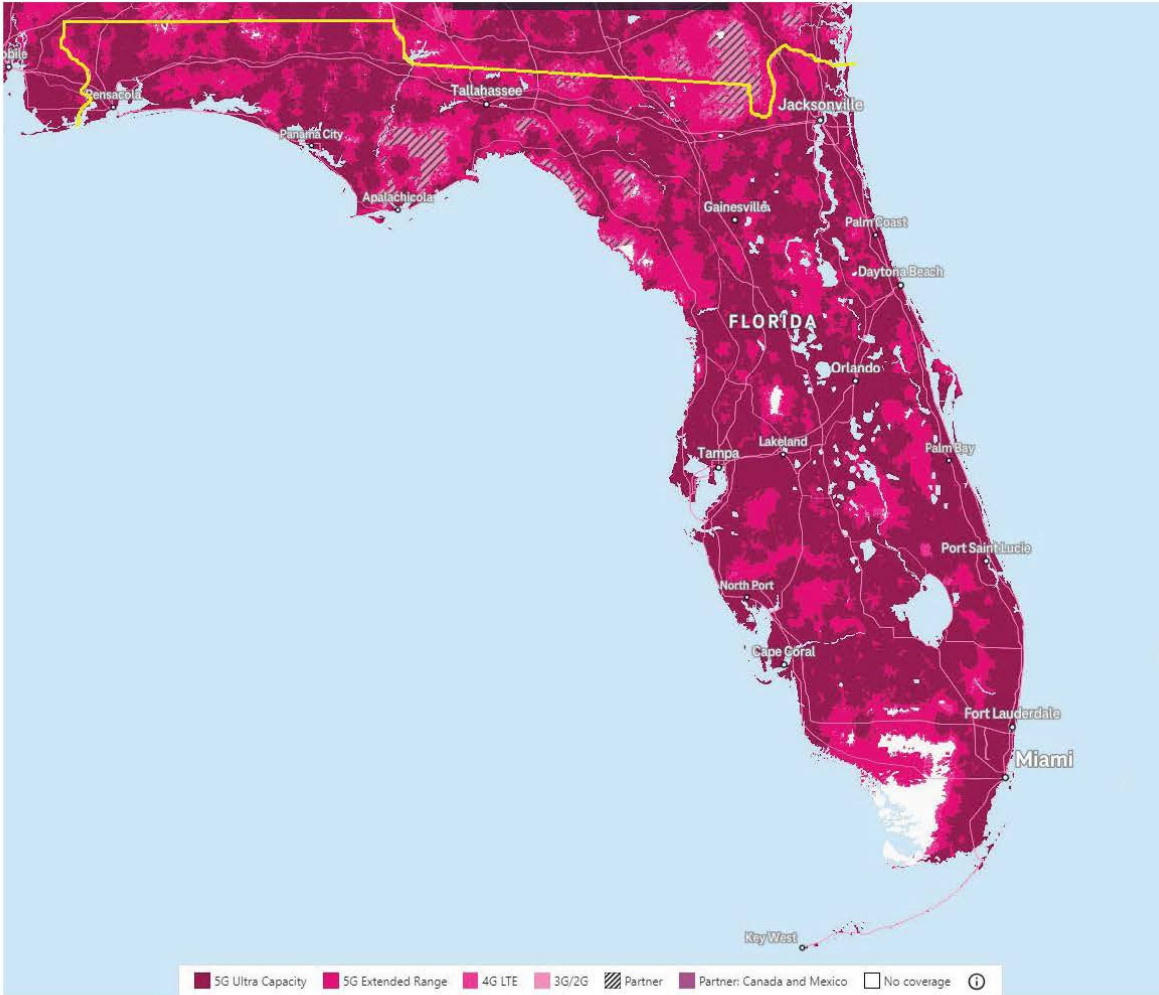 obile
Pensacola
Tallahassee
Jacksonville
Panama City
Apalachicola
Gainesville
Palm Coast
Daytona Beach
FLORIDA
Orlando
Lakeland
Tampa
Palm Bay
Port Saint Lucie
North Port
Cape Coral
Fort Lauderdale
Miami
Key West
5G Ultra Capacity 5G Extended Range 4G LTE 3G/2G Partner Partner: Canada and Mexico No coverage